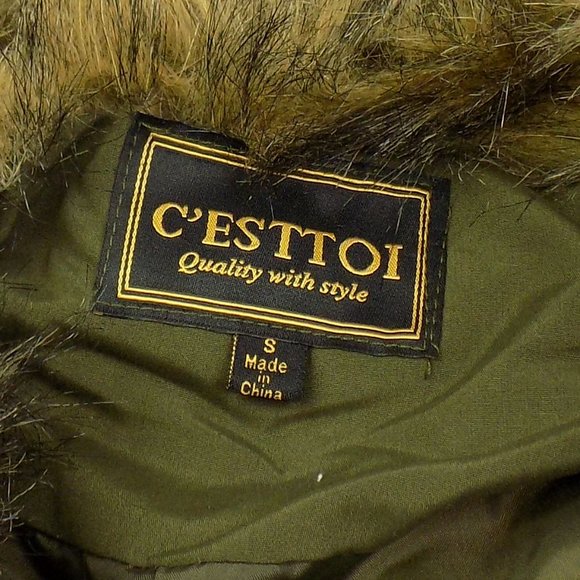 C'ESTTOI
Quality with style
S
Made
in
China